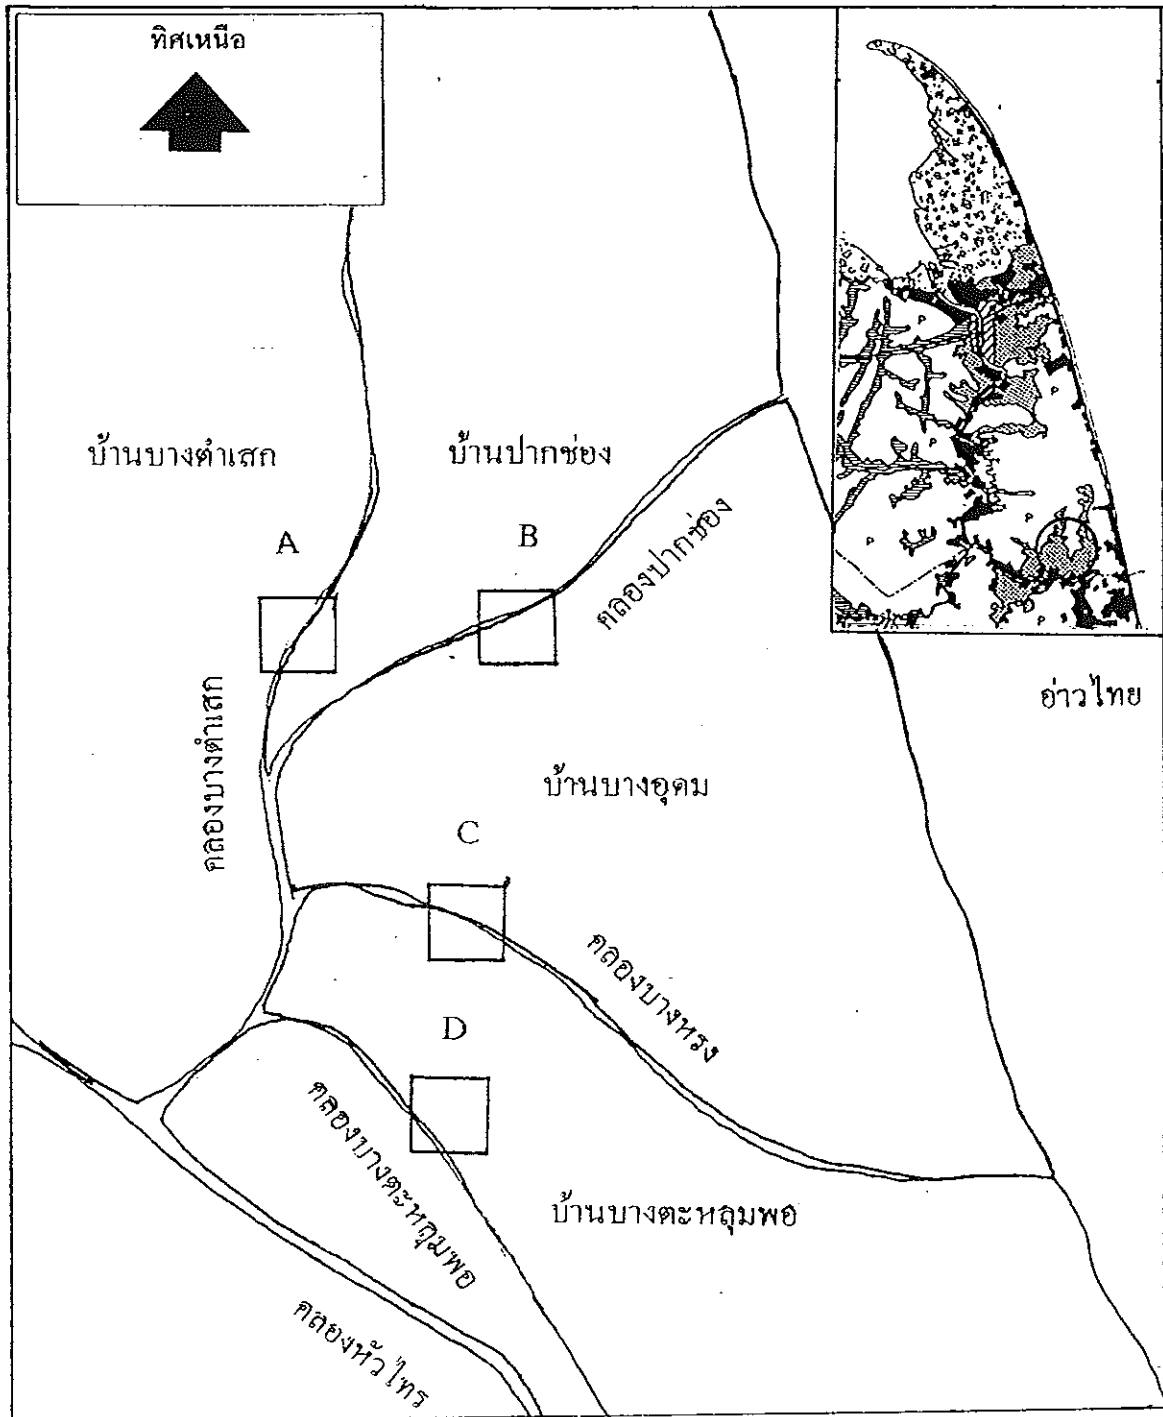 ทิศเหนือ
บ้านบางตำเสก
บ้านปากช่อง
A
B
คลองปากช่อง
อ่าวไทย
คลองบางตำเสก
บ้านบางอุดม
C
คลองบางทรง
D
คลองบางตะหลุมพอ
บ้านบางตะหลุมพอ
คลองหัวไทร
P
P
P
P
P
P
P